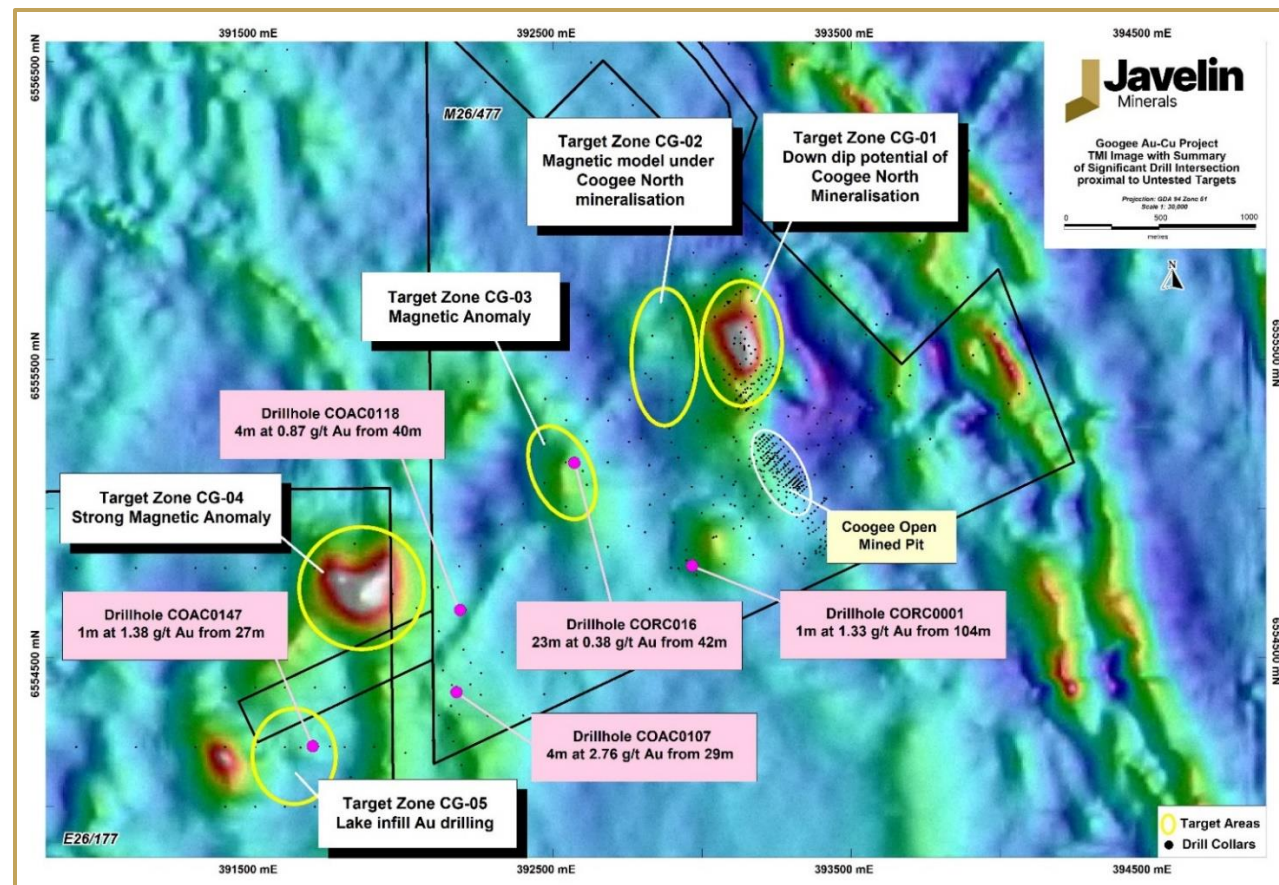 391500 mE
392500 mE
393500 mE
394500 mE
6556500 mN
6555500 mN
6554500 mN
6555500 mN
6554500 mN
M26/477
Javelin
Minerals
Googee Au-Cu Project
TMI Image with Summary
of Significant Drill Intersection
proximal to Untested Targets
Projection: GDA 94 Zone 51
Scale 1: 30,000
0 500 1000
metres
N
Target Zone CG-02
Magnetic model under
Coogee North
mineralisation
Target Zone CG-01
Down dip potential of
Coogee North
Mineralisation
Target Zone CG-03
Magnetic Anomaly
Drillhole COAC0118
4m at 0.87 g/t Au from 40m
Target Zone CG-04
Strong Magnetic Anomaly
Coogee Open
Mined Pit
Drillhole COAC0147
1m at 1.38 g/t Au from 27m
Drillhole CORC016
23m at 0.38 g/t Au from 42m
Drillhole CORC0001
1m at 1.33 g/t Au from 104m
Drillhole COAC0107
4m at 2.76 g/t Au from 29m
Target Zone CG-05
Lake infill Au drilling
E26/177
Target Areas
Drill Collars
391500 mE
392500 mE
393500 mE
394500 mE